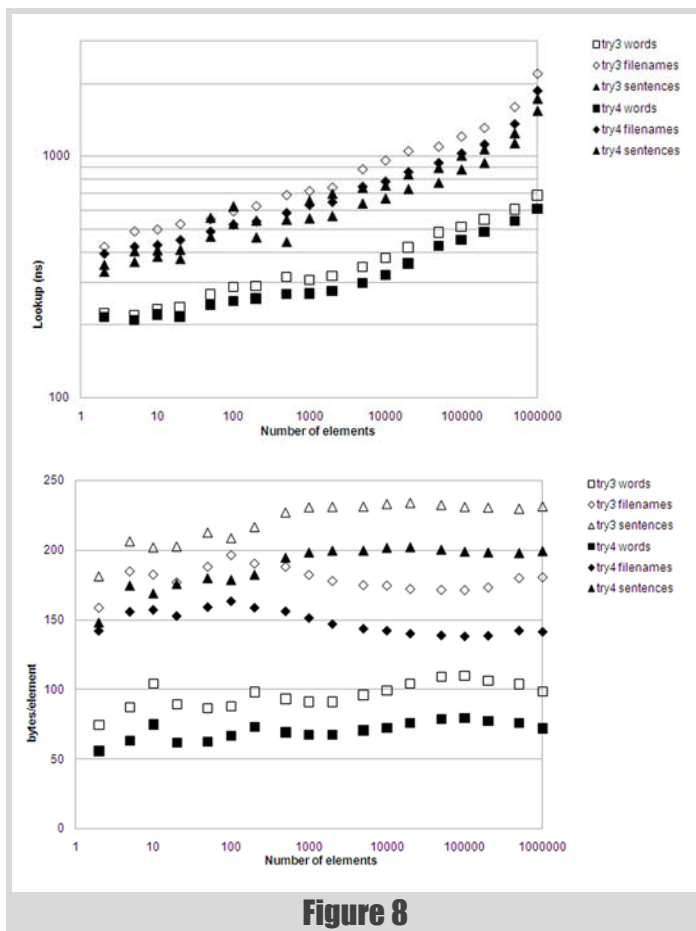 try3 words
try3 filenames
try3 sentences
try4 words
try4 filenames
try4 sentences
1000
100
Lookup (ns)
1 10 100 1000 10000 100000 1000000
Number of elements
250
200
150
100
50
0
bytes/element
try3 words
try3 filenames
try3 sentences
try4 words
try4 filenames
try4 sentences
1 10 100 1000 10000 100000 1000000
Number of elements
Figure 8